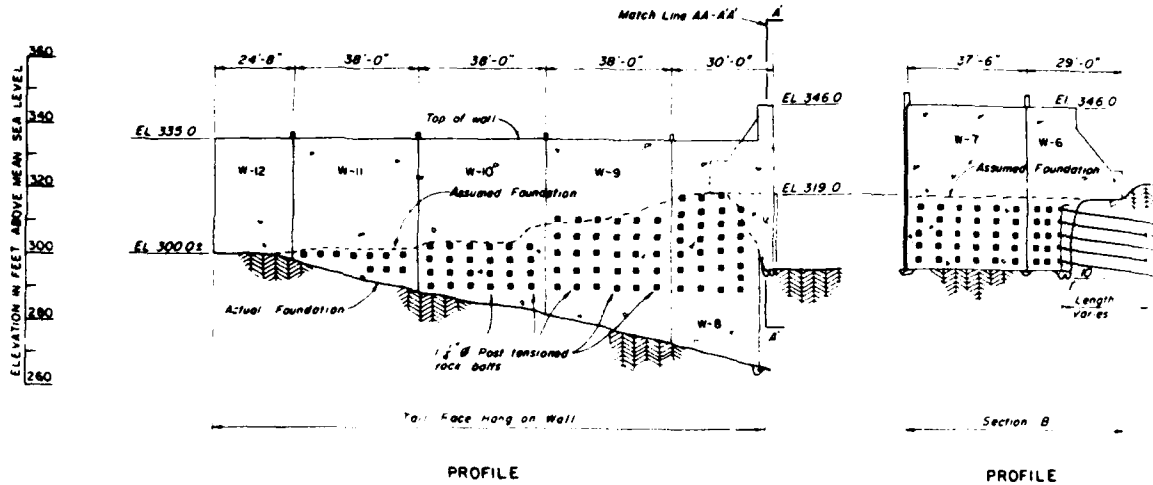 Match Line AA-A'A'
A'
360
340
320
300
280
260
ELEVATION IN FEET ABOVE MEAN SEA LEVEL
24'-8"
38'-0"
38'-0"
38'-0"
30'-0"
37'-6"
29'-0"
EL 346.0
El 346.0
EL 335.0
Top of wall
W-12
W-11
W-10
W-9
W-7
W-6
Assumed Foundation
Assumed Foundation
EL 319.0
EL 300.0±
Actual Foundation
W-8
A'
Post tensioned
rock bolts
10'
Length
varies
Race Hang on Wall
Section B
PROFILE
PROFILE